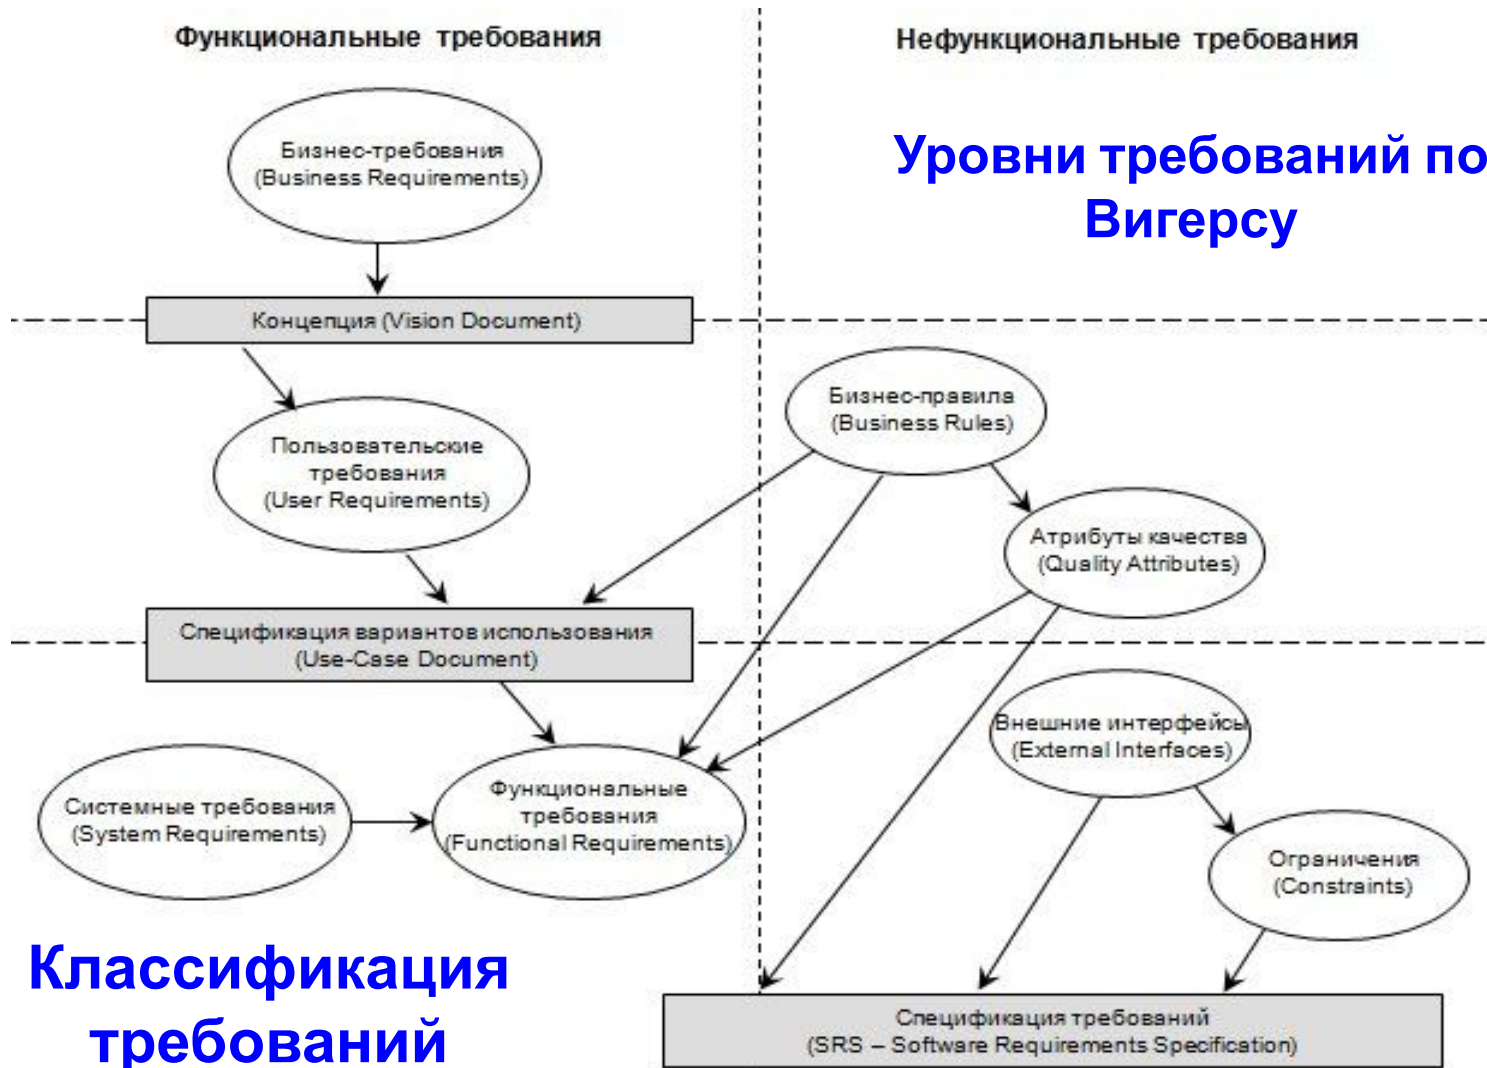 Функциональные требования
Нефункциональные требования
Бизнес-требования
(Business Requirements)
Уровни требований по
Вигерсу
Концепция (Vision Document)
Бизнес-правила
(Business Rules)
Пользовательские
требования
(User Requirements)
Атрибуты качества
(Quality Attributes)
Спецификация вариантов использования
(Use-Case Document)
Внешние интерфейсы
(External Interfaces)
Системные требования
(System Requirements)
Функциональные
требования
(Functional Requirements)
Ограничения
(Constraints)
Классификация
требований
Спецификация требований
(SRS – Software Requirements Specification)